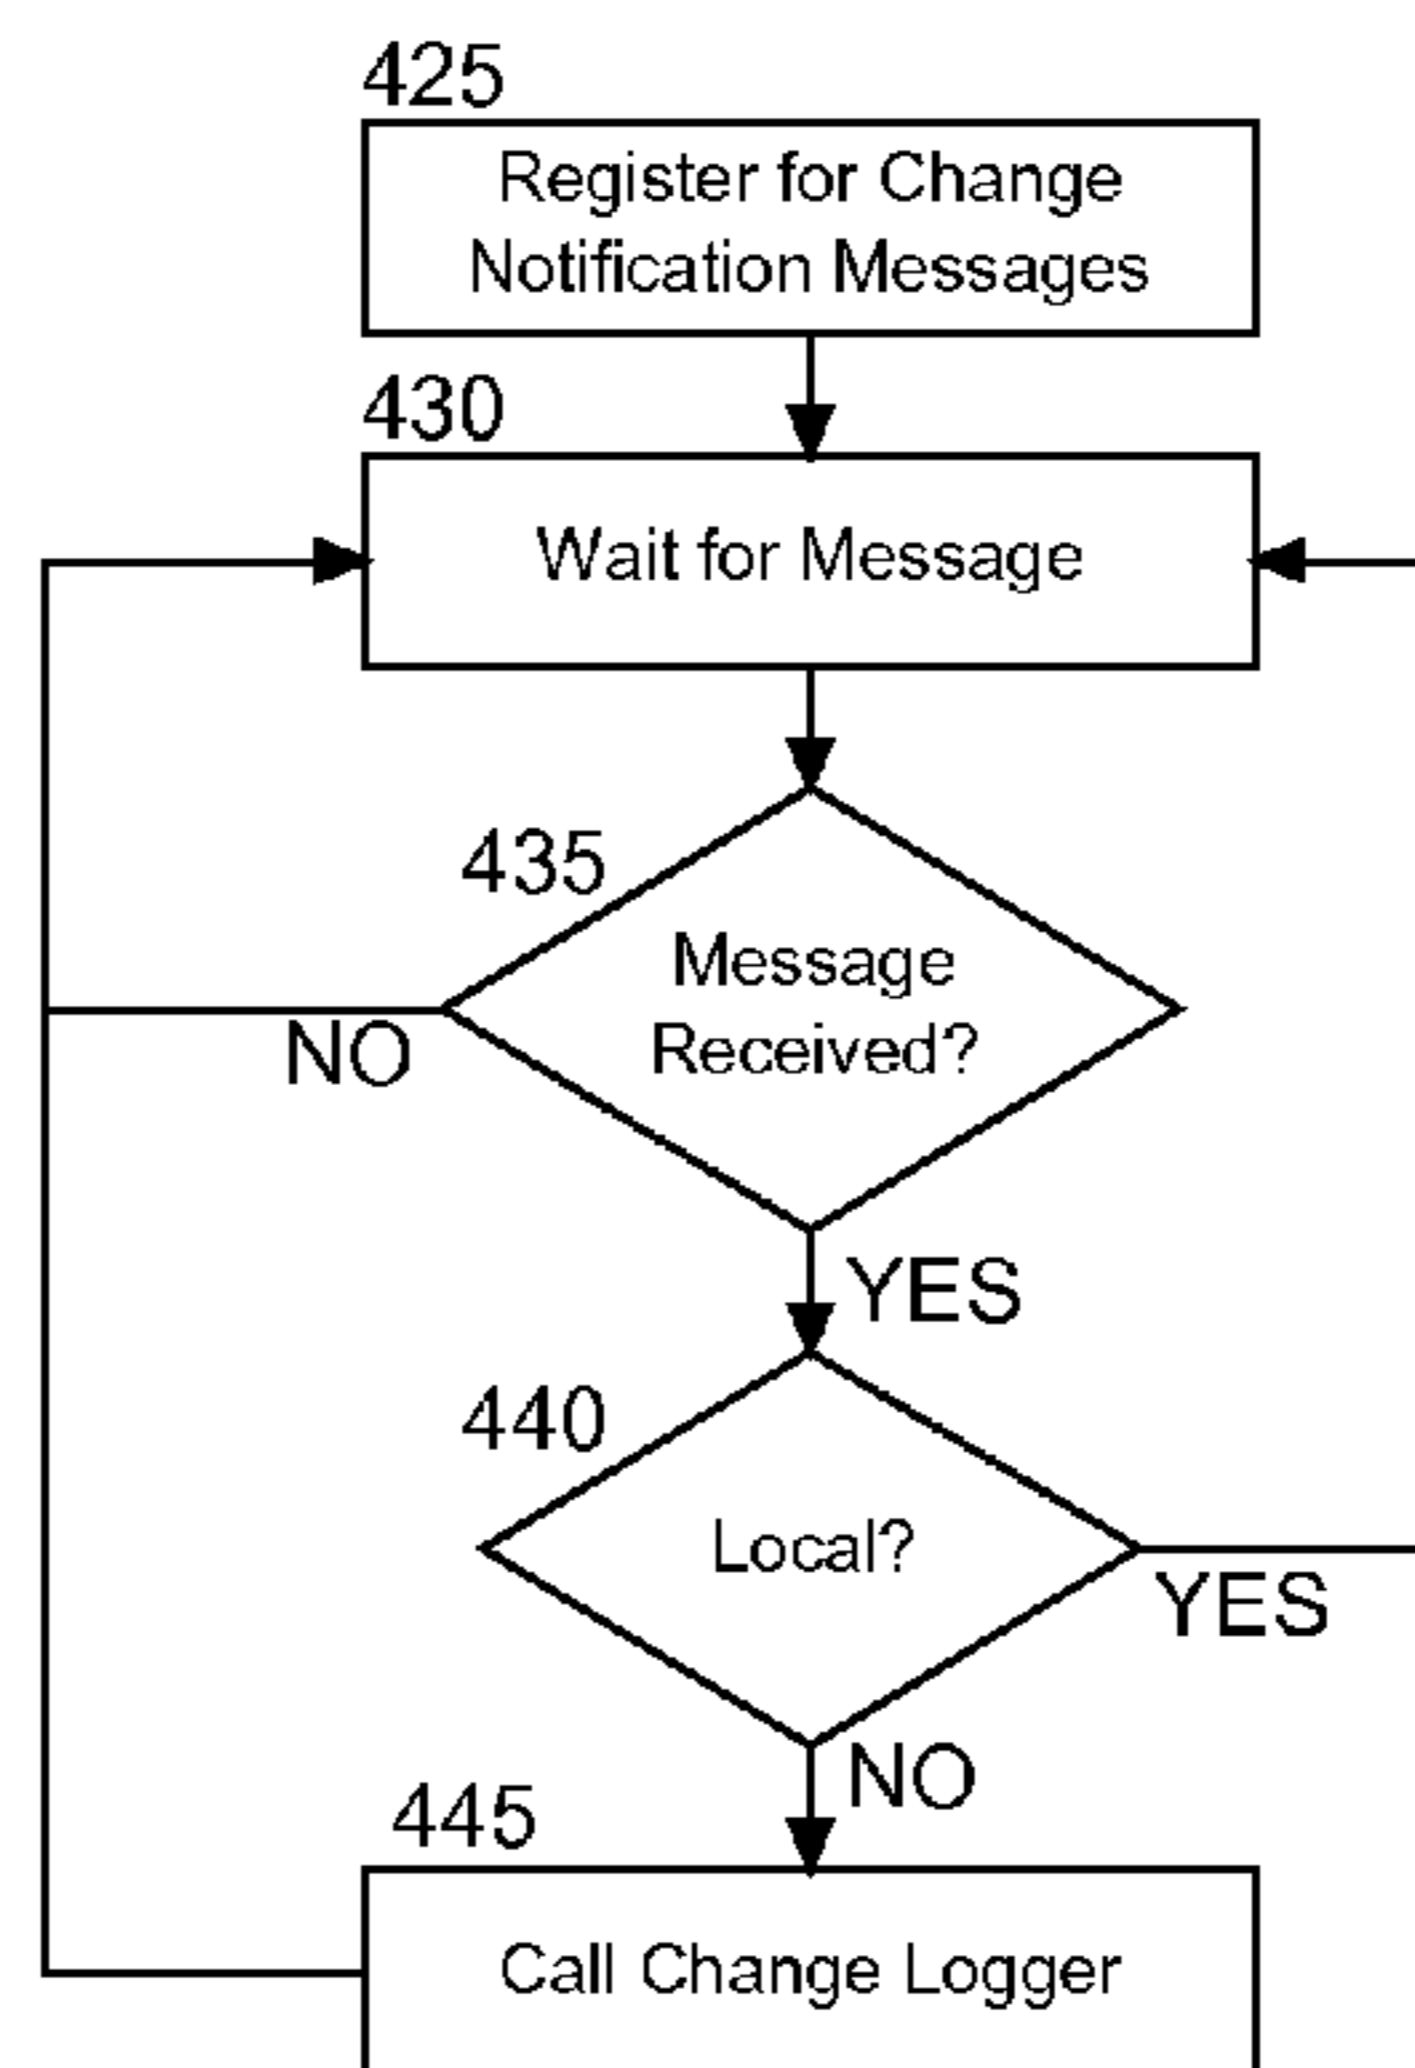 425
Register for Change
Notification Messages
430
Wait for Message
435
Message
Received?
NO
YES
440
Local?
YES
NO
445
Call Change Logger